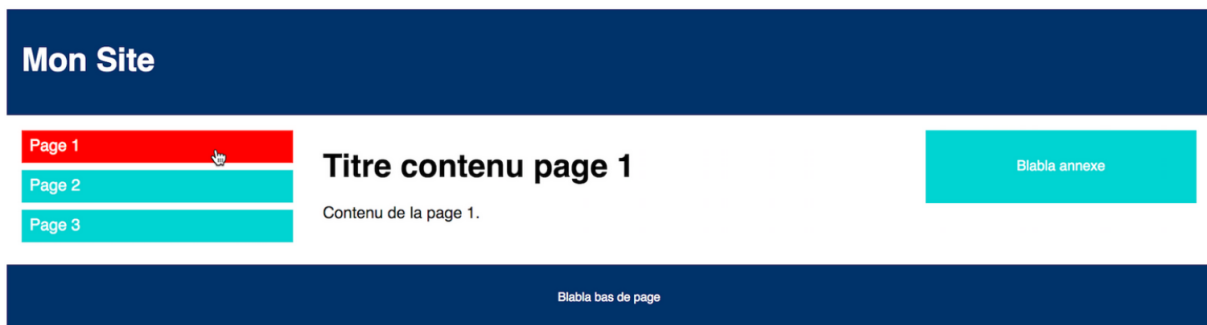 Mon Site
Page 1
Page 2
Page 3
Titre contenu page 1
Contenu de la page 1.
Blabla annexe
Blabla bas de page